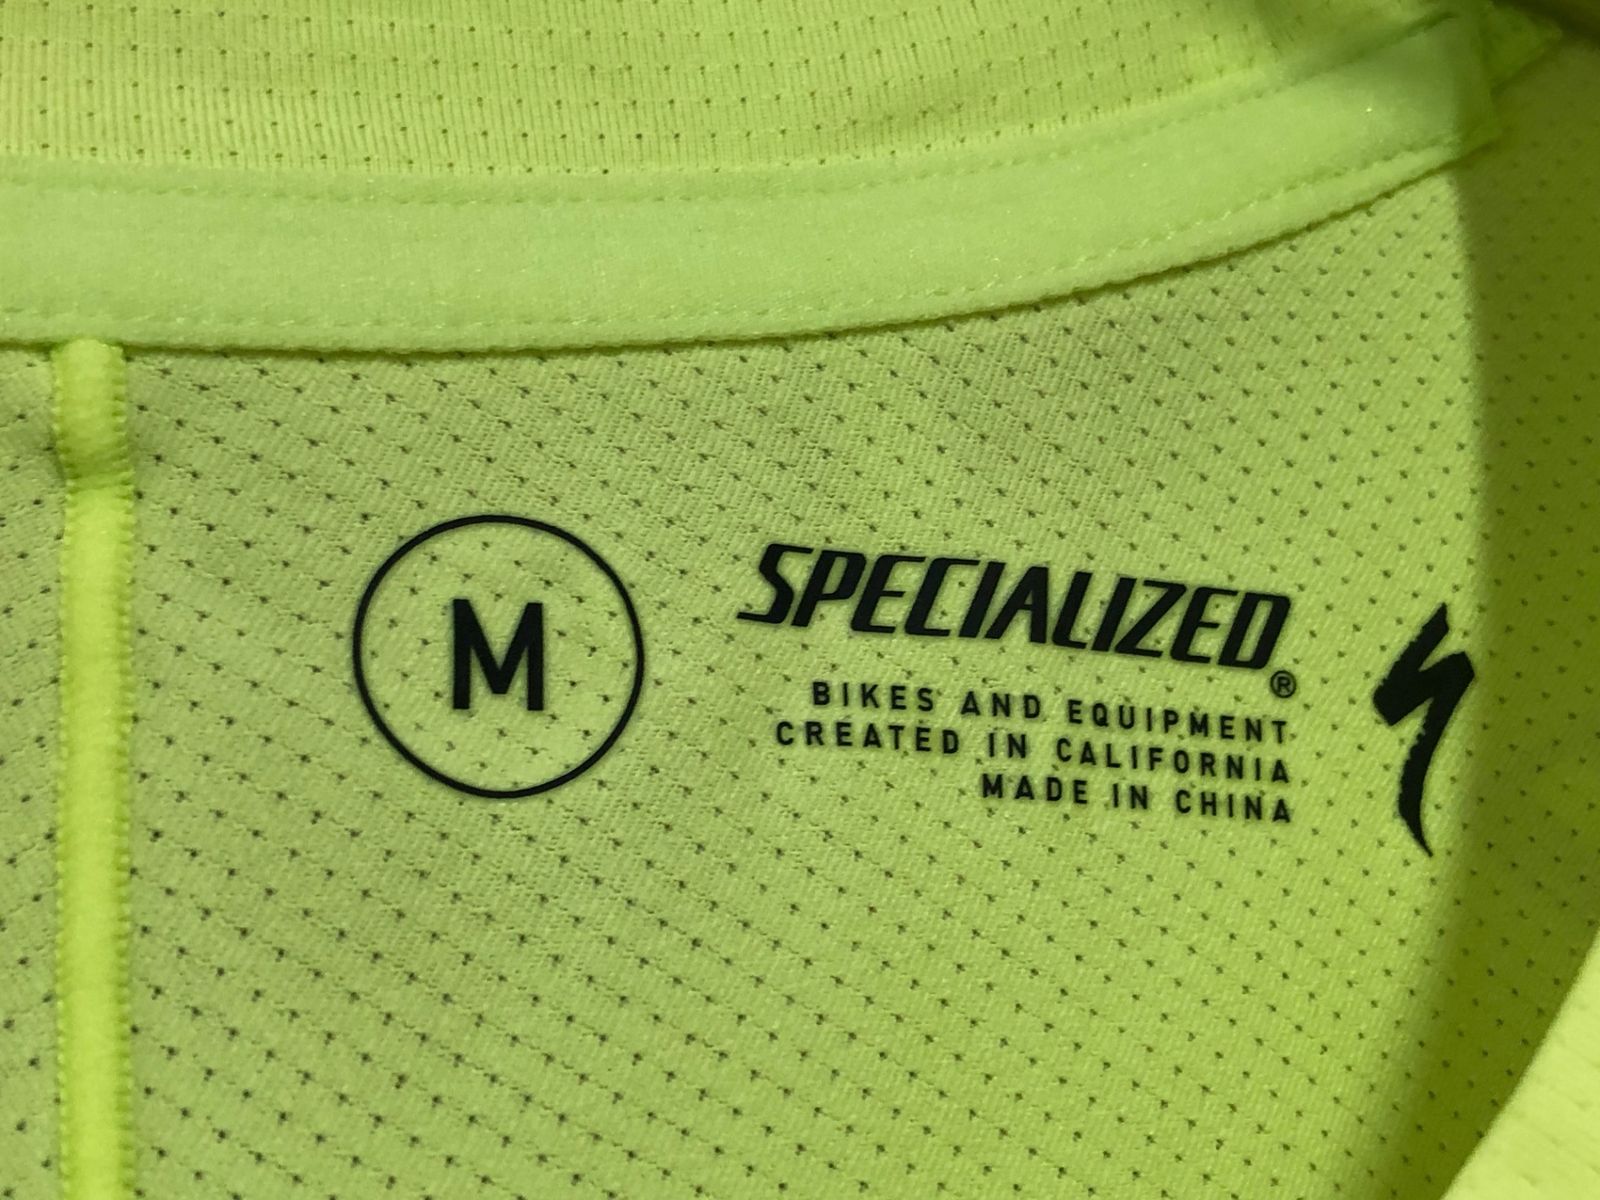 M
SPECIALIZED®
BIKES AND EQUIPMENT
CREATED IN CALIFORNIA
MADE IN CHINA